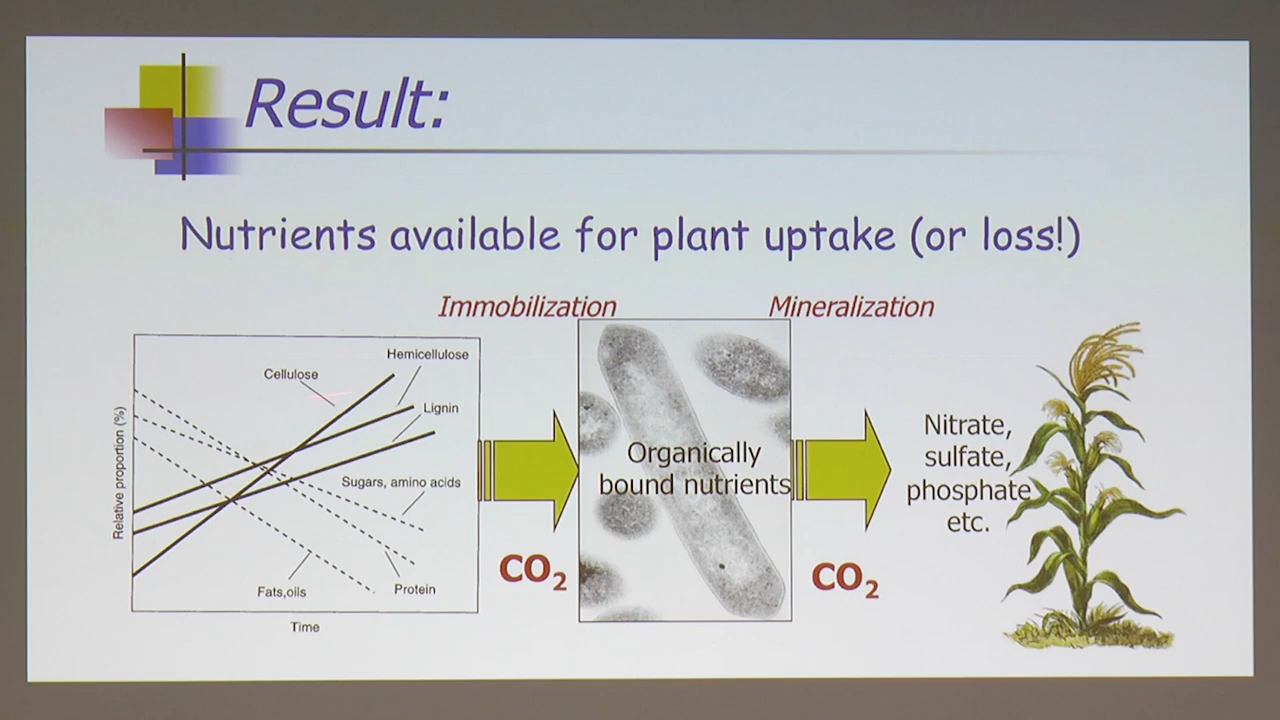 Result:
Nutrients available for plant uptake (or loss!)
Immobilization
Mineralization
Hemicellulose
Cellulose
Lignin
Sugars, amino acids
Fats,oils
Protein
Relative proportion (%)
Time
CO₂
Organically
bound nutrients
CO₂
Nitrate,
sulfate,
phosphate
etc.